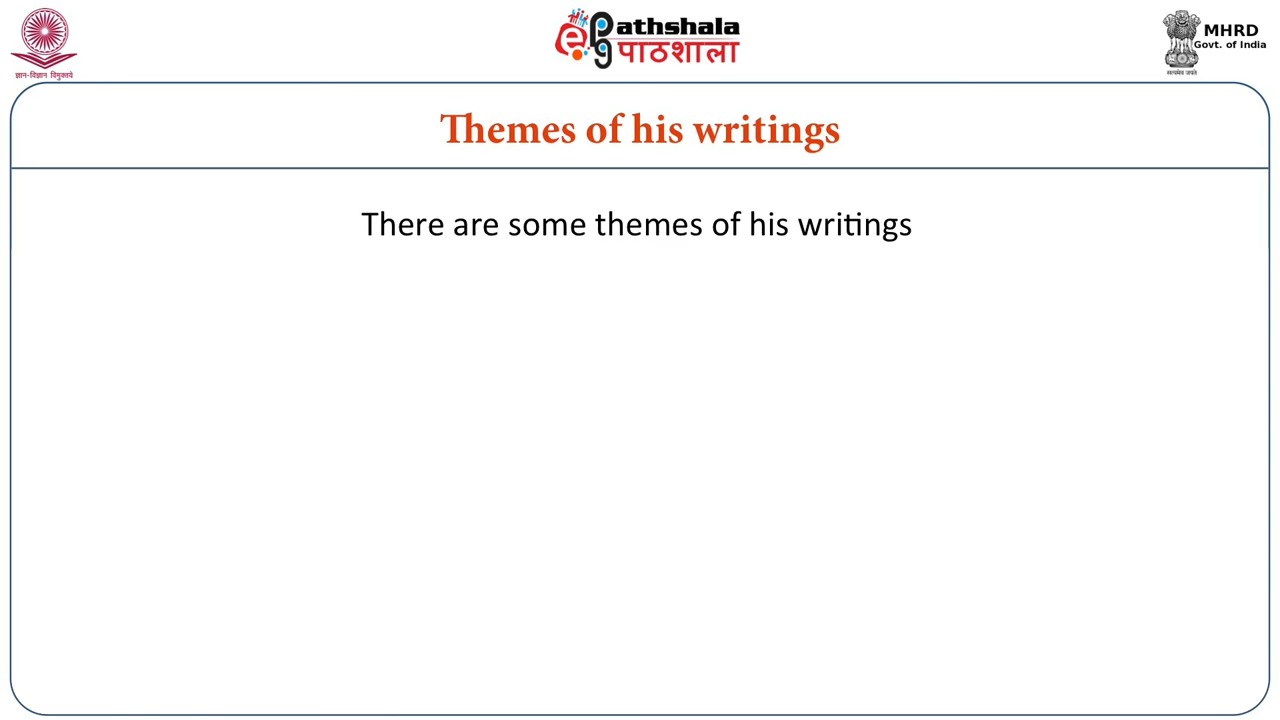 ज्ञान-विज्ञान विमुक्तये
e pg Pathshala
पाठशाला
सत्यमेव जयते
MHRD
Govt. of India
Themes of his writings
There are some themes of his writings